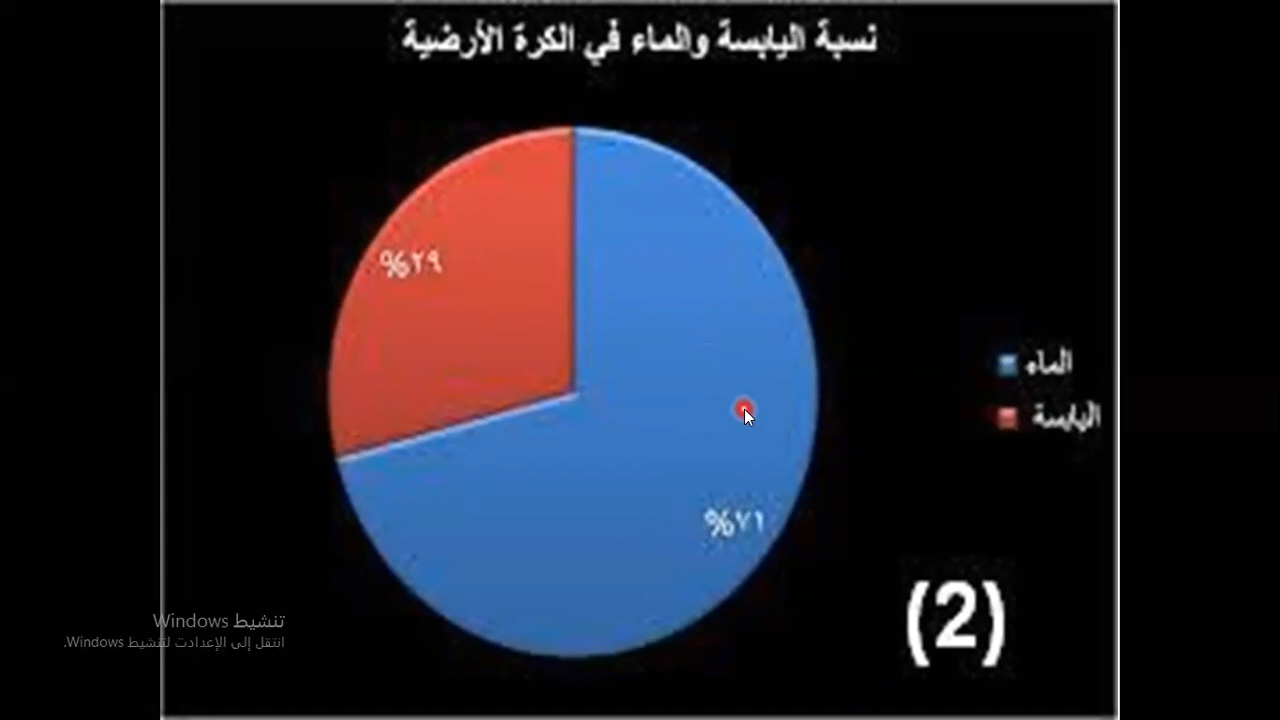 نسبة اليابسة والماء في الكرة الأرضية
%٢٩
الماء
اليابسة
%٧١
(2)
تنشيط Windows
انتقل إلى الإعدادت لتنشيط Windows.